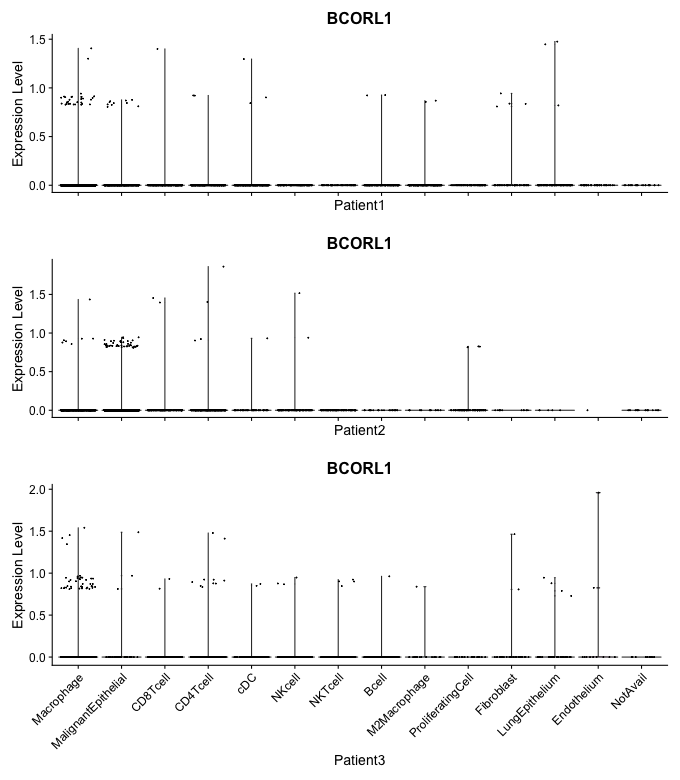 BCORL1
Expression Level
1.5
1.0
0.5
0.0
Patient1
BCORL1
Expression Level
1.5
1.0
0.5
0.0
Patient2
BCORL1
Expression Level
2.0
1.5
1.0
0.5
0.0
Macrophage
MalignantEpithelial
CD8Tcell
CD4Tcell
cDC
NKcell
NKTcell
Bcell
M2Macrophage
ProliferatingCell
Fibroblast
LungEpithelium
Endothelium
NotAvail
Patient3